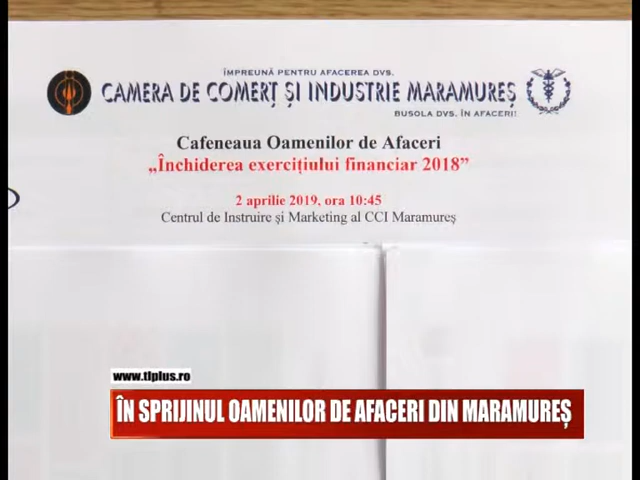 ÎMPREUNĂ PENTRU AFACEREA DVS.
CAMERA DE COMERȚ ȘI INDUSTRIE MARAMUREȘ
BUSOLA DVS. ÎN AFACERI!
Cafeneaua Oamenilor de Afaceri
„Închiderea exercițiului financiar 2018”
2 aprilie 2019, ora 10:45
Centrul de Instruire și Marketing al CCI Maramureș
www.tlplus.ro
ÎN SPRIJINUL OAMENILOR DE AFACERI DIN MARAMUREȘ